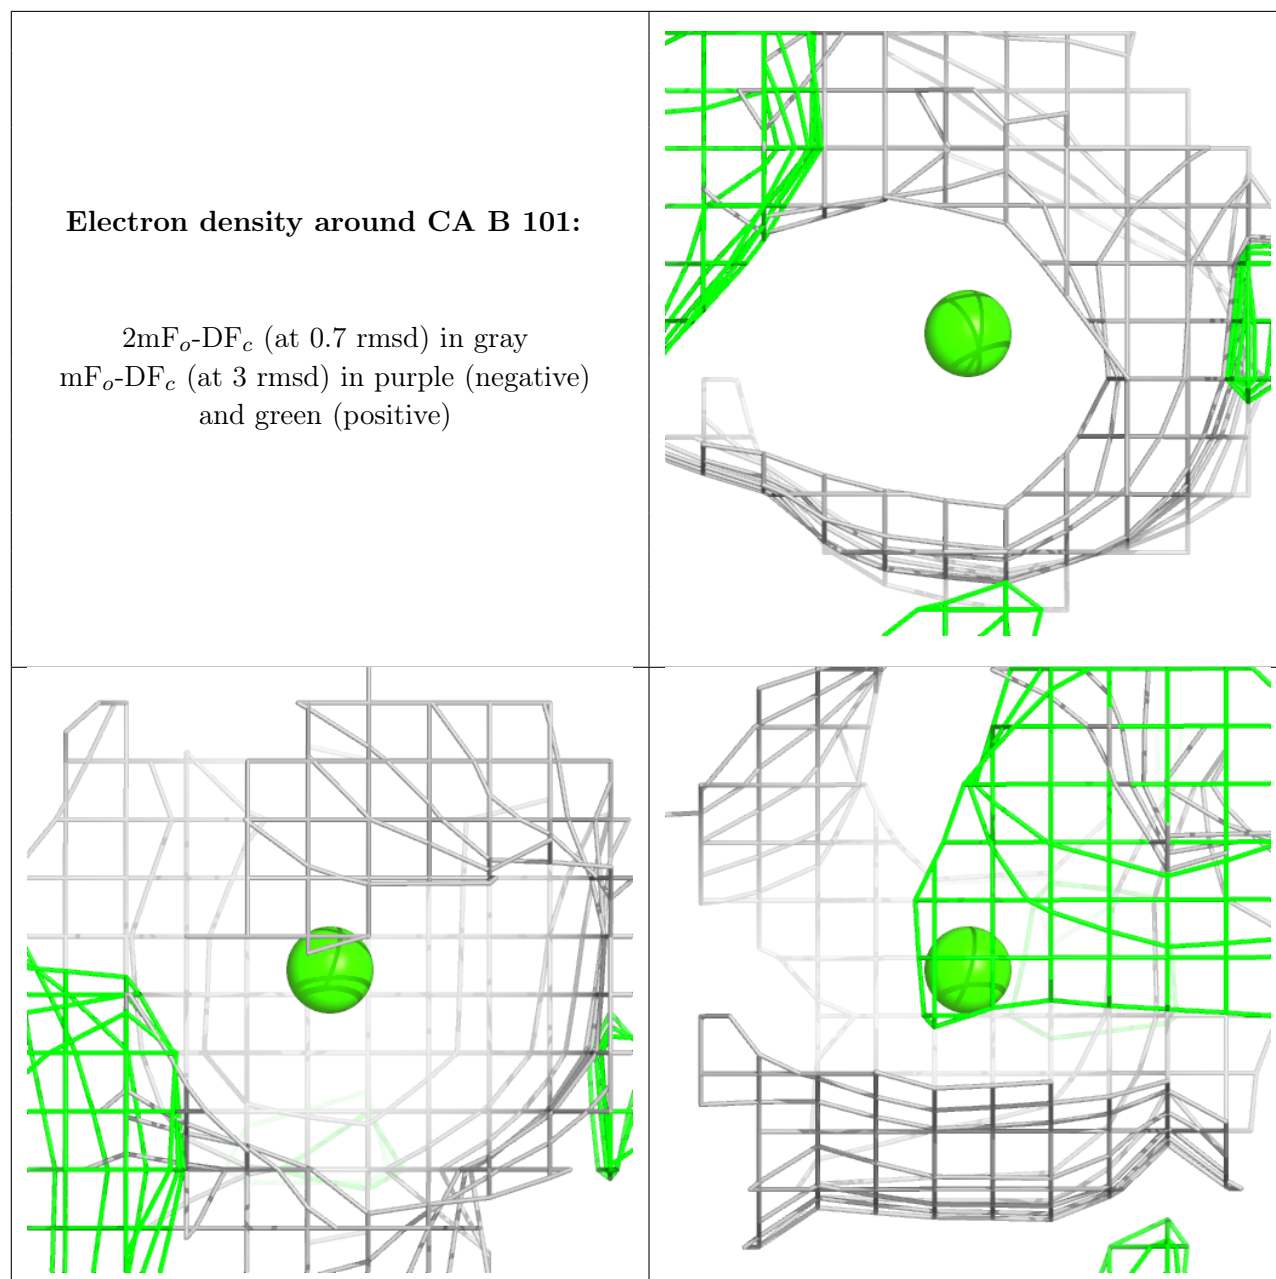 Electron density around CA B 101:
2mFo-DFc (at 0.7 rmsd) in gray
mFo-DFc (at 3 rmsd) in purple (negative)
and green (positive)